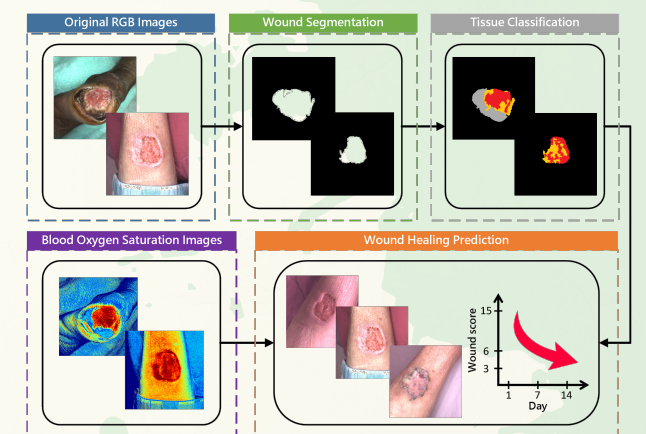 Original RGB Images
Wound Segmentation
Tissue Classification
Blood Oxygen Saturation Images
Wound Healing Prediction
Wound score
15
6
3
1 7 14
Day